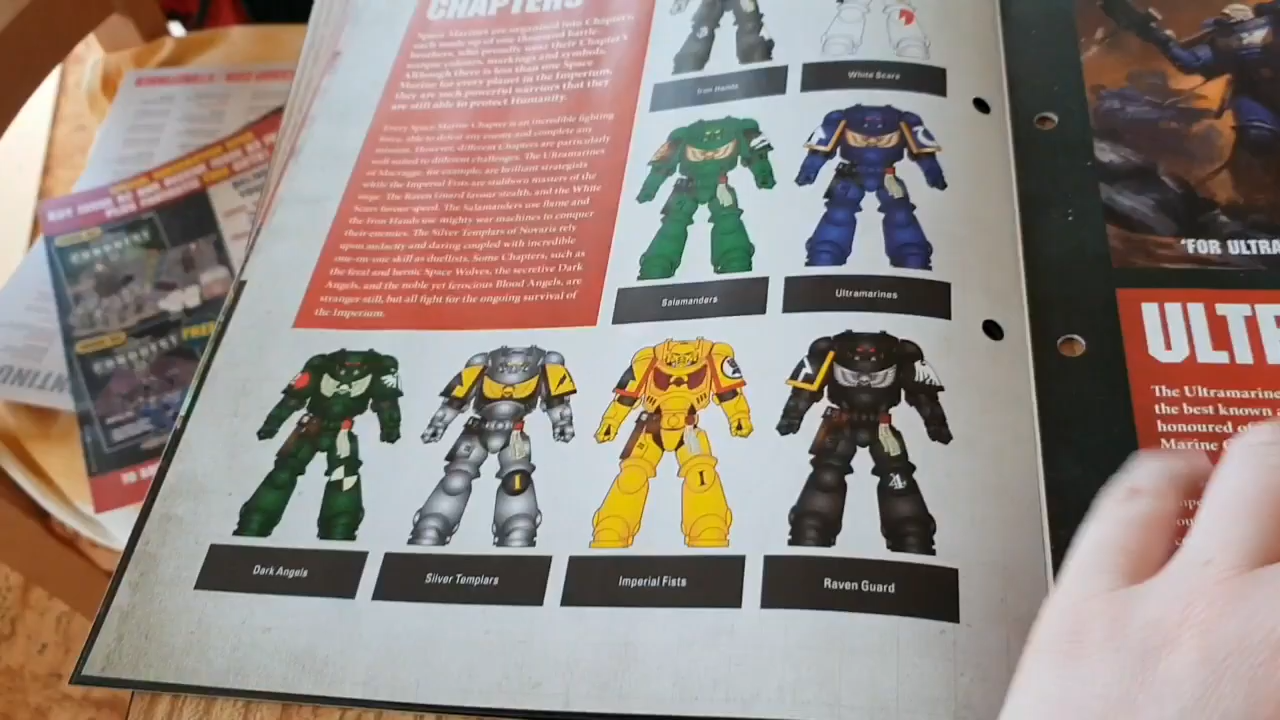 CHAPTERS
Space Marines are organised into Chapters,
each made up of one thousand battle-
brothers, who proudly wear their Chapter's
unique colours, markings and symbols.
Although there is less than one Space
Marine for every planet in the Imperium,
they are such powerful warriors that they
are still able to protect Humanity.
Every Space Marine Chapter is an incredible fighting
force, able to defeat any enemy and complete any
mission. However, different Chapters are particularly
well suited to different challenges. The Ultramarines
of Macragge, for example, are brilliant strategists
while the Imperial Fists are stubborn masters of the
siege. The Raven Guard favour stealth, and the White
Scars favour speed. The Salamanders use flame and
the Iron Hands use mighty war machines to conquer
their enemies. The Silver Templars of Novaris rely
upon audacity and daring coupled with incredible
one-on-one skill as duellists. Some Chapters, such as
the feral and heroic Space Wolves, the secretive Dark
Angels, and the noble yet ferocious Blood Angels, are
stranger still, but all fight for the ongoing survival of
the Imperium.
Iron Hands
White Scars
Salamanders
Ultramarines
I
I
4
Dark Angels
Silver Templars
Imperial Fists
Raven Guard
"FOR ULTRA
ULTR
The Ultramarine
the best known
honoured of
Marine
CONQUEST
CONQUEST
FREE